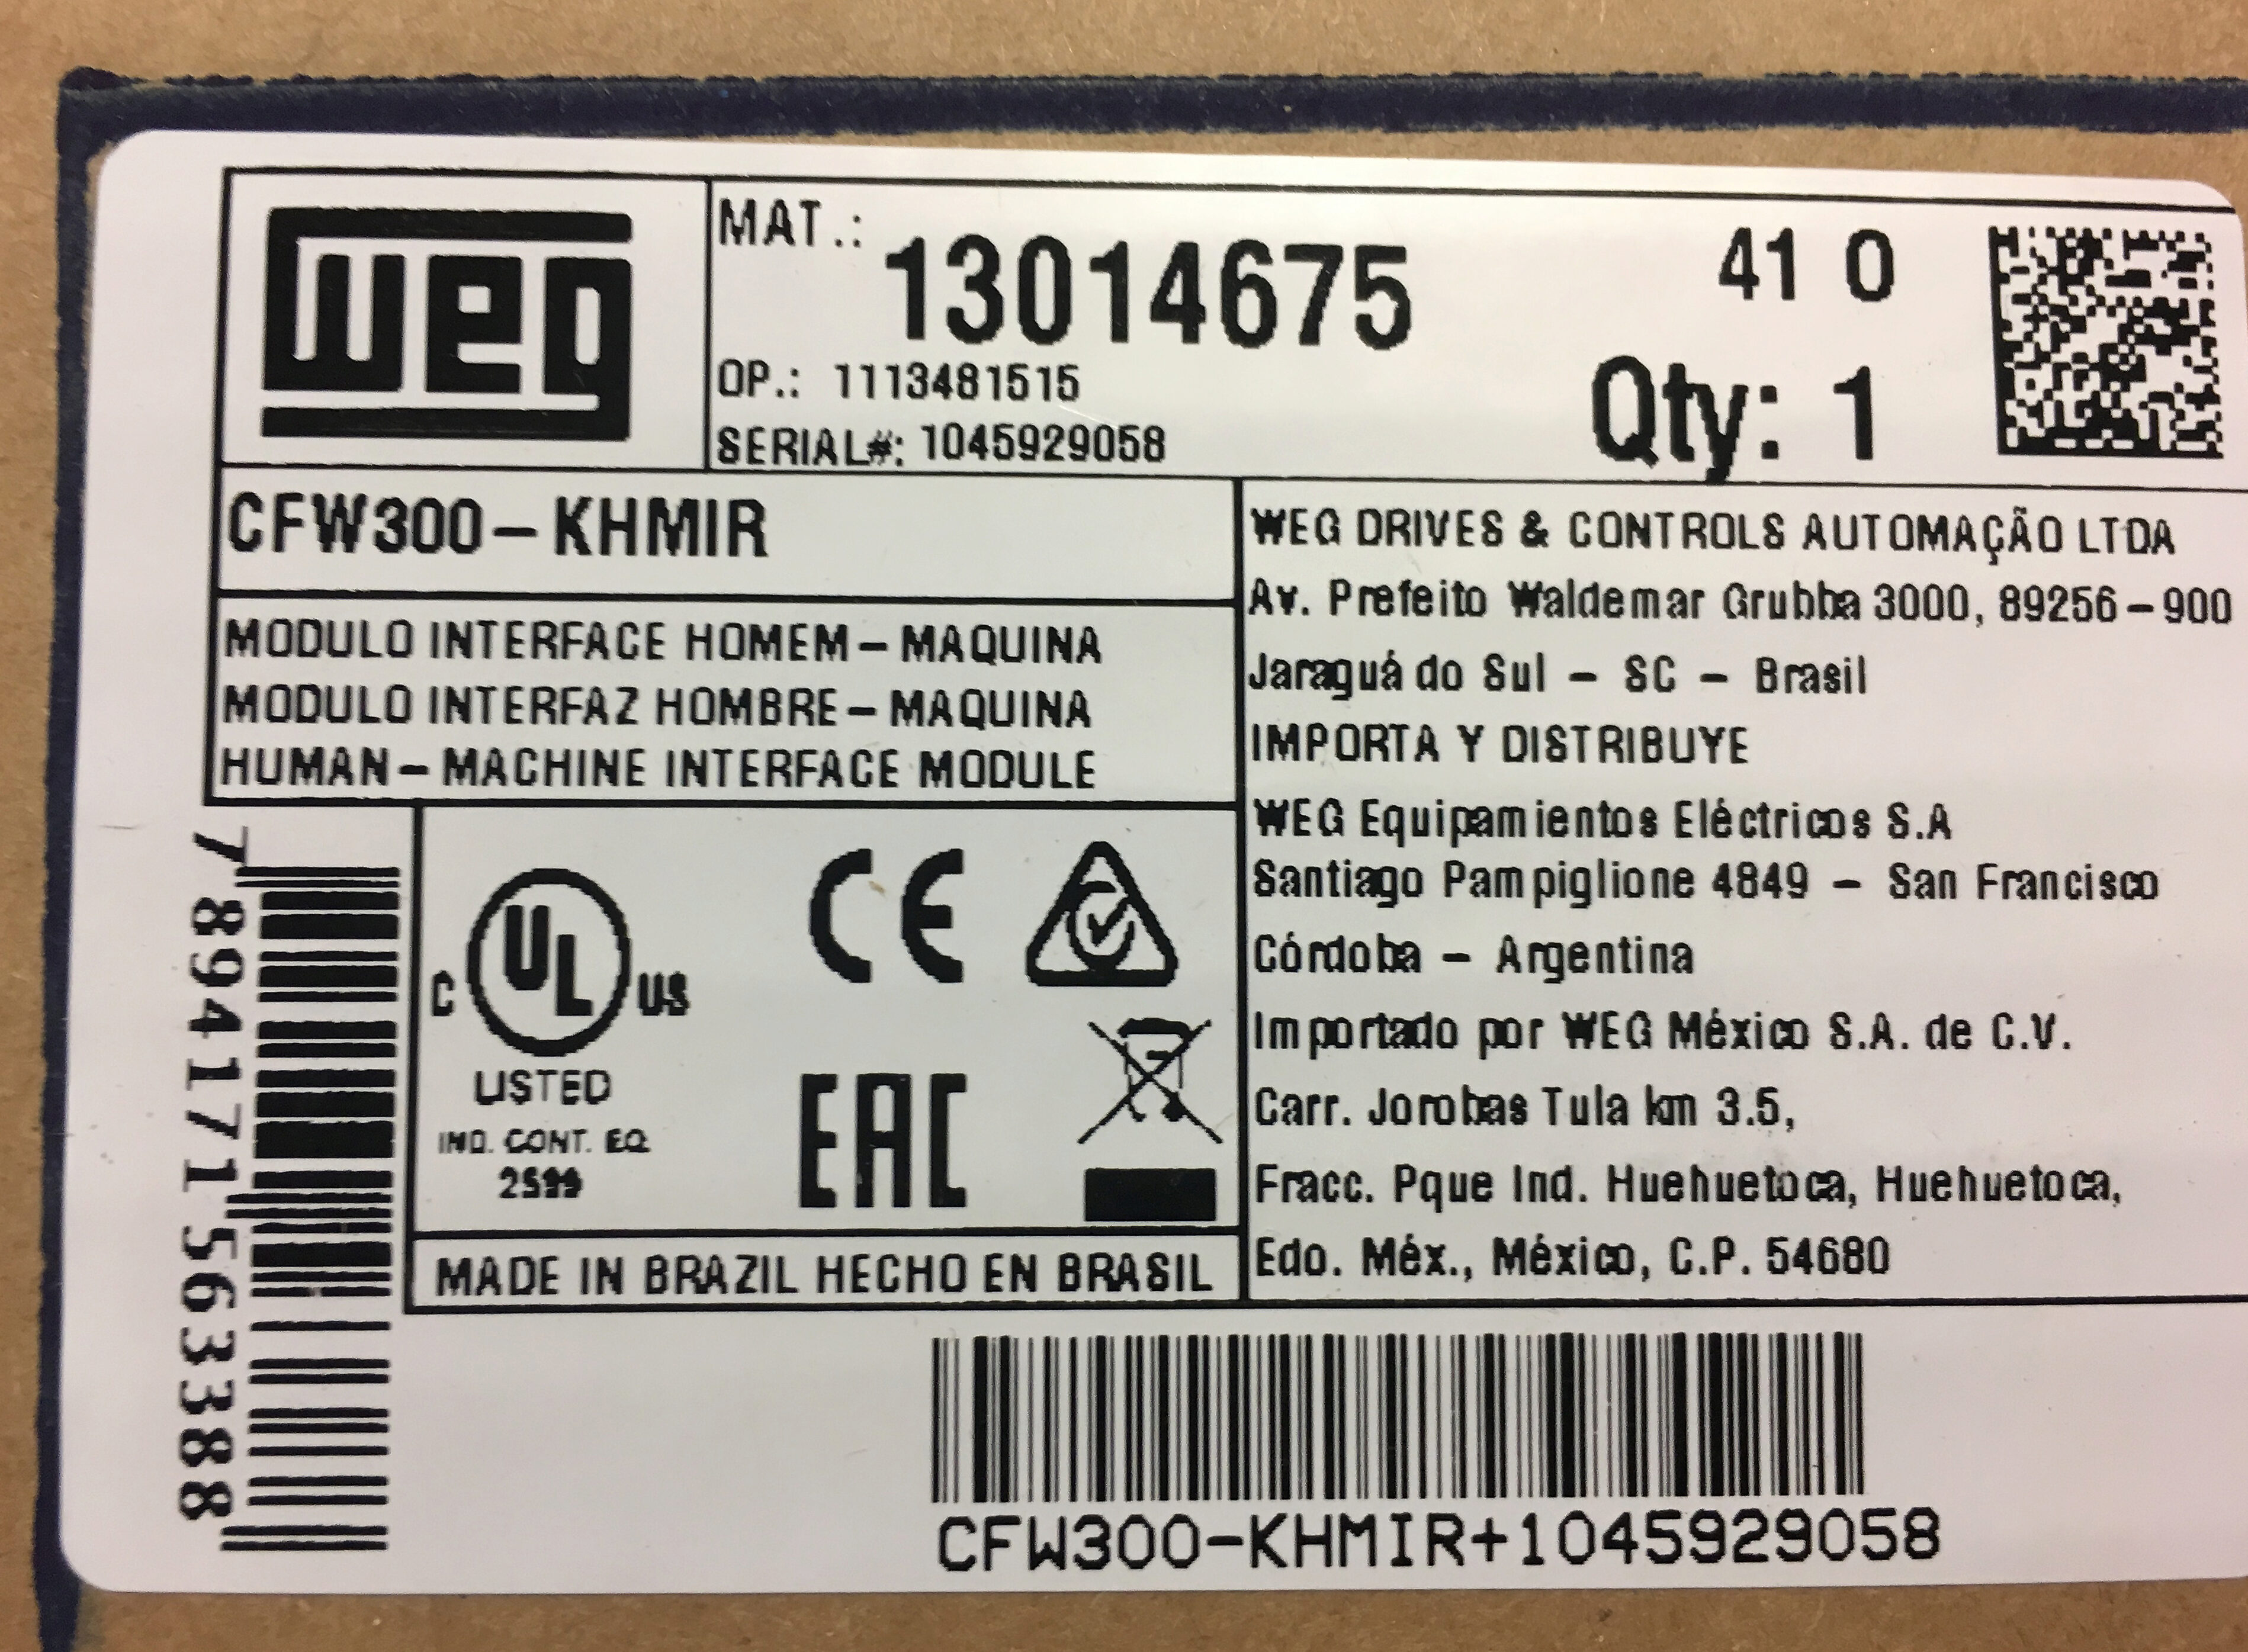 weg
MAT.: 13014675 41 0
OP.: 1113481515
SERIAL#: 1045929058
Qty: 1
CFW300-KHMIR
MODULO INTERFACE HOMEM-MAQUINA
MODULO INTERFAZ HOMBRE-MAQUINA
HUMAN-MACHINE INTERFACE MODULE
WEG DRIVES & CONTROLS AUTOMAÇÃO LTDA
Av. Prefeito Waldemar Grubba 3000, 89256-900
Jaraguá do Sul - SC - Brasil
IMPORTA Y DISTRIBUYE
WEG Equipamientos Eléctricos S.A
Santiago Pampiglione 4849 - San Francisco
Córdoba - Argentina
Importado por WEG México S.A. de C.V.
Carr. Jorobas Tula km 3.5,
Fracc. Pque Ind. Huehuetoca, Huehuetoca,
Edo. Méx., México, C.P. 54680
7 894171 563388
C UL US
LISTED
IND. CONT. EQ
CE
EAC
MADE IN BRAZIL HECHO EN BRASIL
CFW300-KHMIR+1045929058